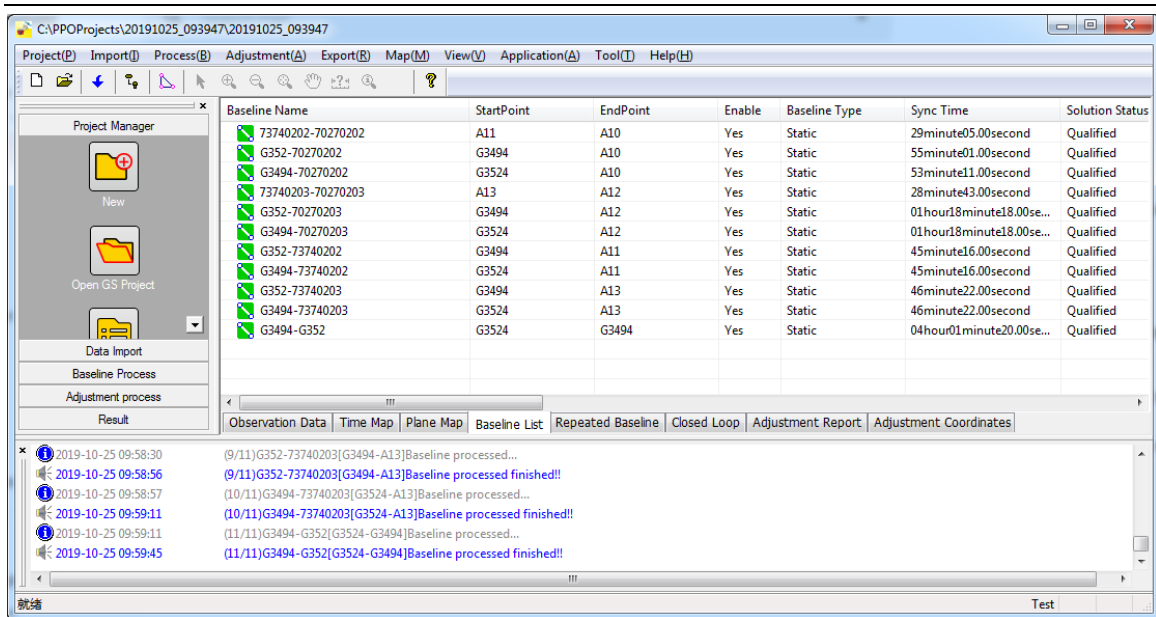 C:\PPOProjects\20191025_093947\20191025_093947
Project(P) Import(I) Process(B) Adjustment(A) Export(R) Map(M) View(V) Application(A) Tool(T) Help(H)
Project Manager
New
Open GS Project
Data Import
Baseline Process
Adjustment process
Result
Baseline Name StartPoint EndPoint Enable Baseline Type Sync Time Solution Status
73740202-70270202 A11 A10 Yes Static 29minute05.00second Qualified
G352-70270202 G3494 A10 Yes Static 55minute01.00second Qualified
G3494-70270202 G3524 A10 Yes Static 53minute11.00second Qualified
73740203-70270203 A13 A12 Yes Static 28minute43.00second Qualified
G352-70270203 G3494 A12 Yes Static 01hour18minute18.00se... Qualified
G3494-70270203 G3524 A12 Yes Static 01hour18minute18.00se... Qualified
G352-73740202 G3494 A11 Yes Static 45minute16.00second Qualified
G3494-73740202 G3524 A11 Yes Static 45minute16.00second Qualified
G352-73740203 G3494 A13 Yes Static 46minute22.00second Qualified
G3494-73740203 G3524 A13 Yes Static 46minute22.00second Qualified
G3494-G352 G3524 G3494 Yes Static 04hour01minute20.00se... Qualified
Observation Data Time Map Plane Map Baseline List Repeated Baseline Closed Loop Adjustment Report Adjustment Coordinates
2019-10-25 09:58:30 (9/11)G352-73740203[G3494-A13]Baseline processed...
2019-10-25 09:58:56 (9/11)G352-73740203[G3494-A13]Baseline processed finished!!
2019-10-25 09:58:57 (10/11)G3494-73740203[G3524-A13]Baseline processed...
2019-10-25 09:59:11 (10/11)G3494-73740203[G3524-A13]Baseline processed finished!!
2019-10-25 09:59:11 (11/11)G3494-G352[G3524-G3494]Baseline processed...
2019-10-25 09:59:45 (11/11)G3494-G352[G3524-G3494]Baseline processed finished!!
就绪 Test